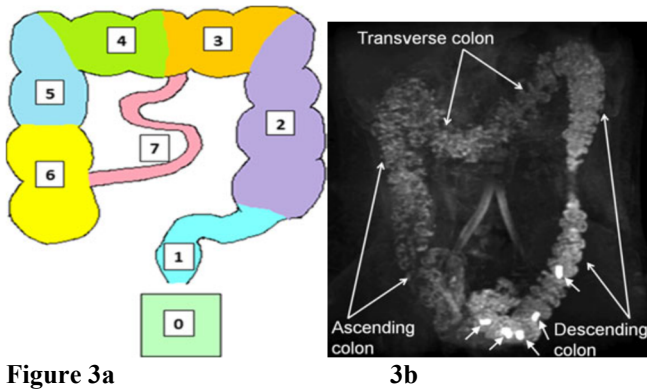 4
3
5
2
6
7
1
0
Transverse colon
Ascending
colon
Descending
colon
Figure 3a
3b